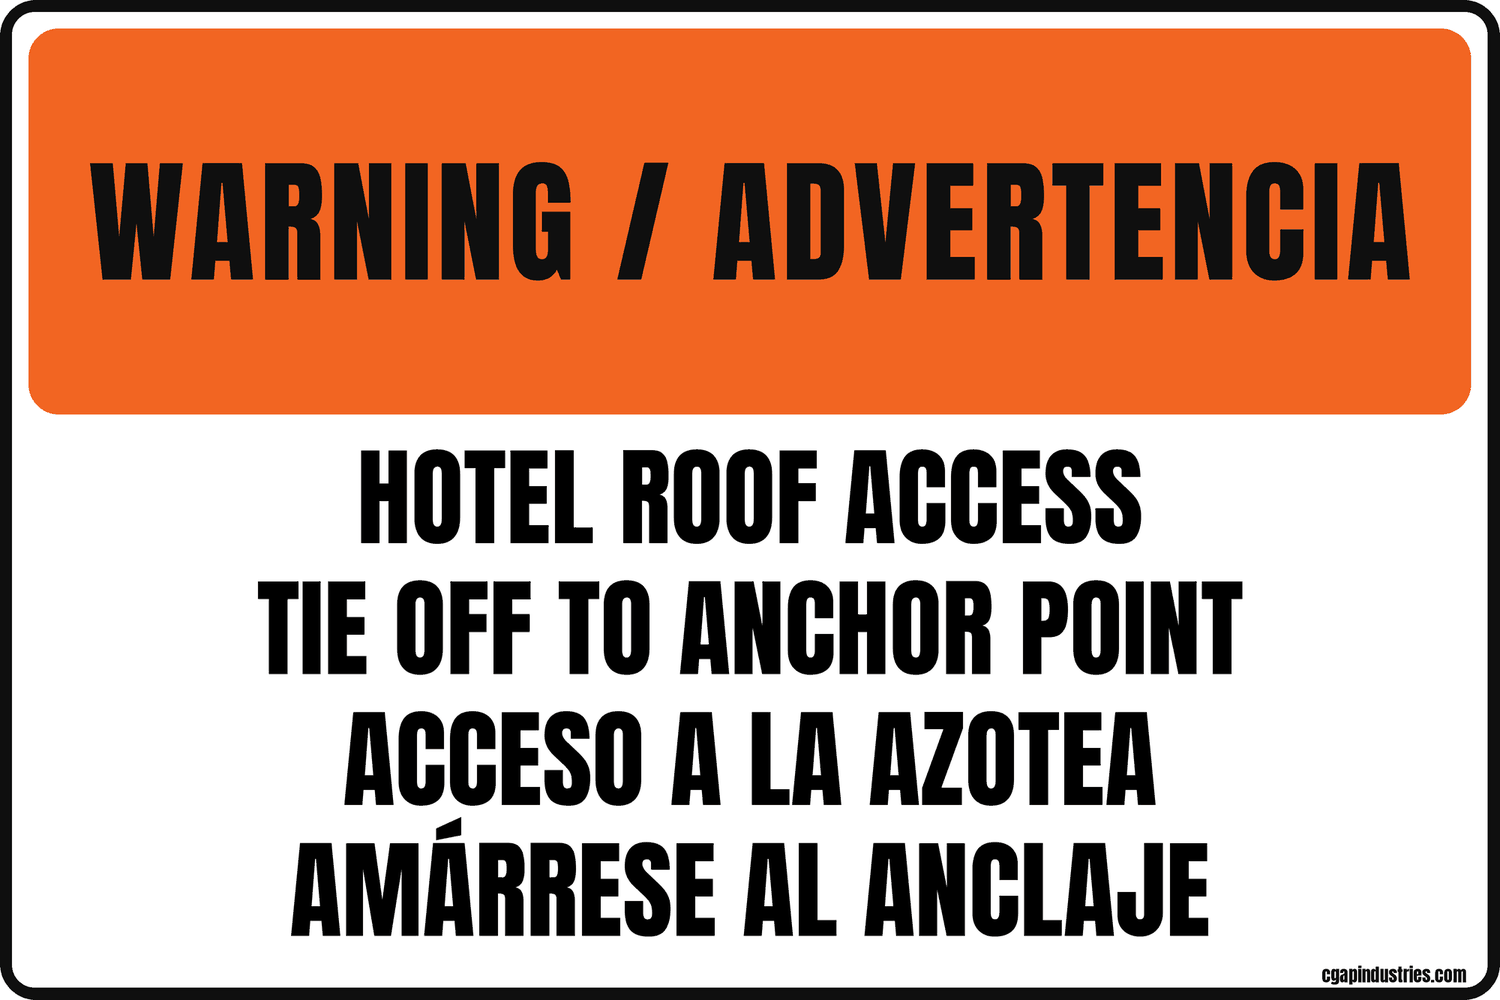 WARNING / ADVERTENCIA
HOTEL ROOF ACCESS
TIE OFF TO ANCHOR POINT
ACCESO A LA AZOTEA
AMÁRRESE AL ANCLAJE
cgapindustries.com